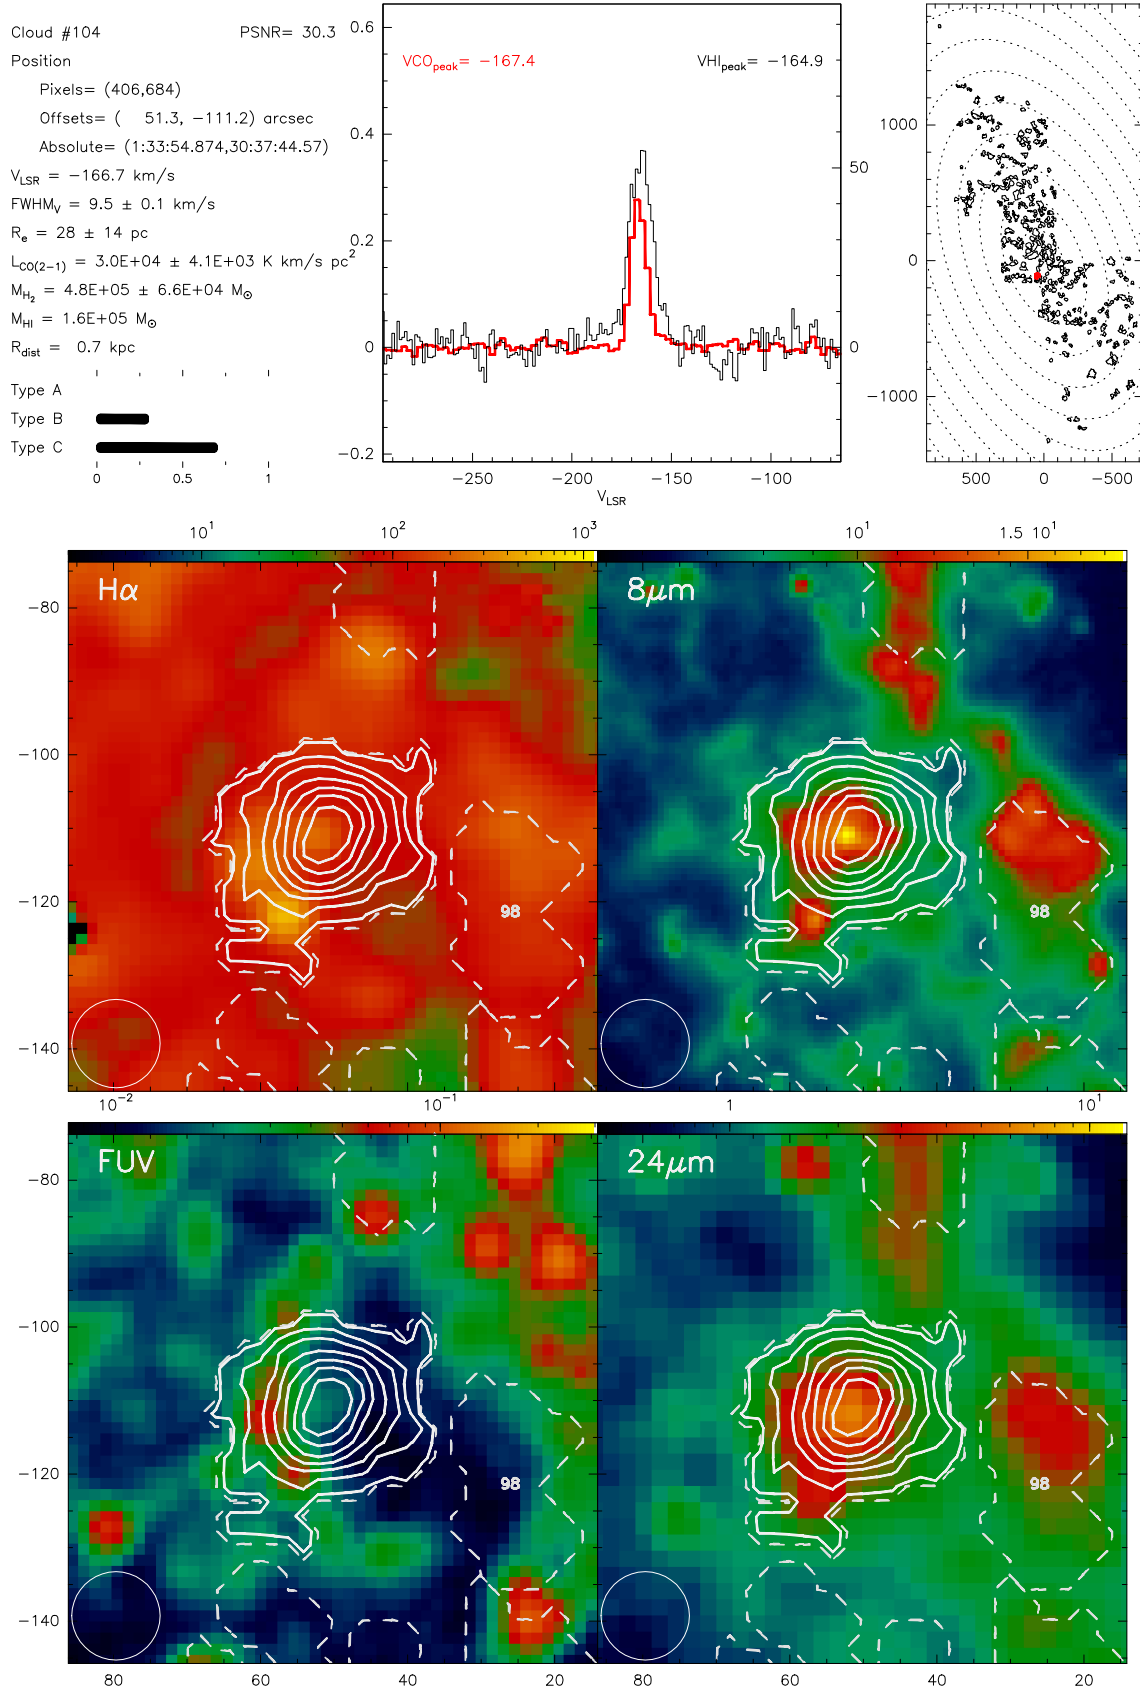 Cloud #104 PSNR= 30.3
Position
Pixels= (406,684)
Offsets= ( 51.3, −111.2) arcsec
Absolute= (1:33:54.874,30:37:44.57)
V_LSR = −166.7 km/s
FWHM_V = 9.5 ± 0.1 km/s
R_e = 28 ± 14 pc
L_CO(2−1) = 3.0E+04 ± 4.1E+03 K km/s pc²
M_H₂ = 4.8E+05 ± 6.6E+04 M⊙
M_HI = 1.6E+05 M⊙
R_dist = 0.7 kpc
Type A
Type B
Type C
0 0.5 1
VCO_peak= −167.4 VHI_peak= −164.9
0.6
0.4
0.2
0
−0.2
50
0
−250 −200 −150 −100
V_LSR
1000
0
−1000
500 0 −500
10¹ 10² 10³
10¹ 1.5 10¹
Hα
8μm
−80
−100
−120
−140
98
98
10⁻² 10⁻¹
1 10¹
FUV
24μm
−80
−100
−120
−140
98
98
80 60 40 20
80 60 40 20